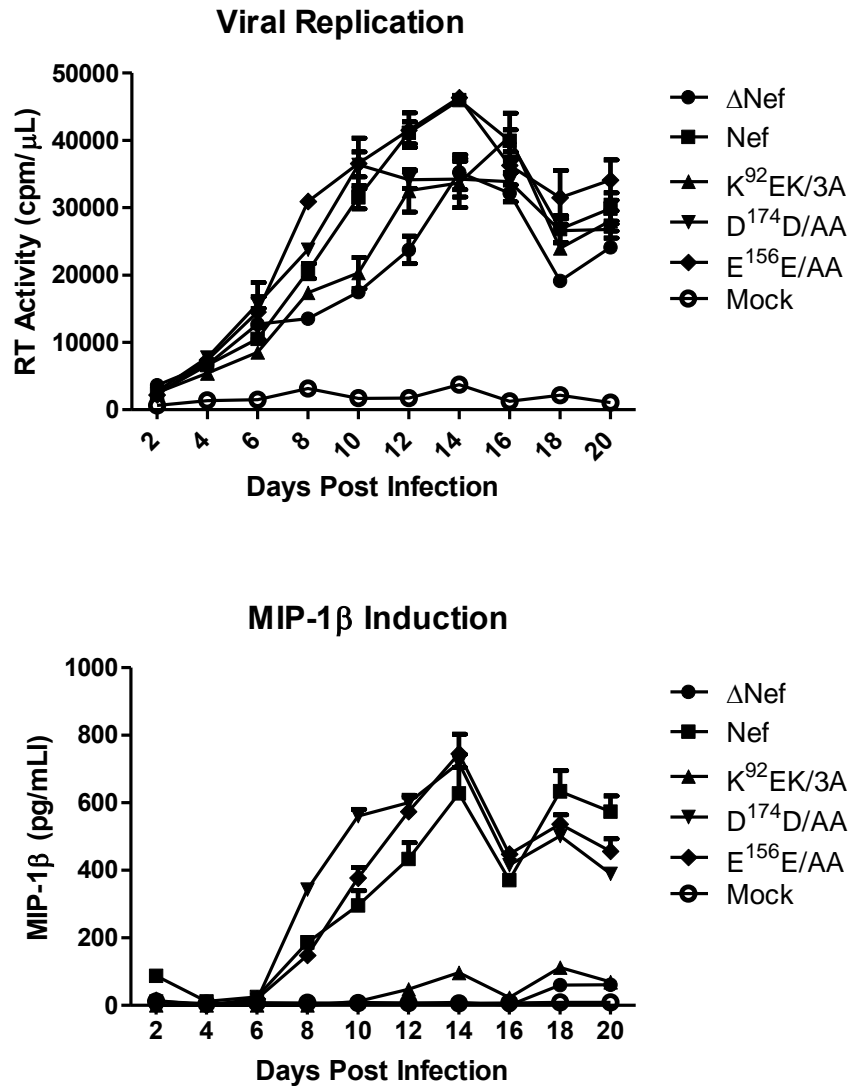 Viral Replication
50000
40000
30000
20000
10000
0
RT Activity (cpm/μL)
2 4 6 8 10 12 14 16 18 20
Days Post Infection
ΔNef
Nef
K⁹²EK/3A
D¹⁷⁴D/AA
E¹⁵⁶E/AA
Mock
MIP-1β Induction
1000
800
600
400
200
0
MIP-1β (pg/mLl)
2 4 6 8 10 12 14 16 18 20
Days Post Infection
ΔNef
Nef
K⁹²EK/3A
D¹⁷⁴D/AA
E¹⁵⁶E/AA
Mock